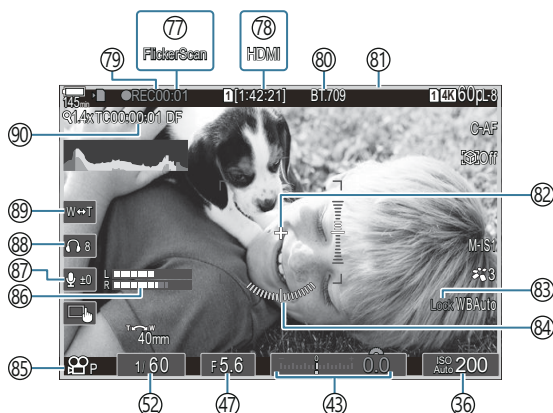 77 78
FlickerScan HDMI
79 80 81
145min ●REC00:01 1[1:42:21] BT.709 1 4K 60p L-8
90 1.4x TC00:00:01 DF
C-AF
Off
82
89 W↔T
88 8
M-IS1
87 ±0
3
86 L
R
83
Lock WBAuto
84
T W
40mm
85 P 1/60 F5.6 0 0.0 ISO Auto 200
52 47 43 36